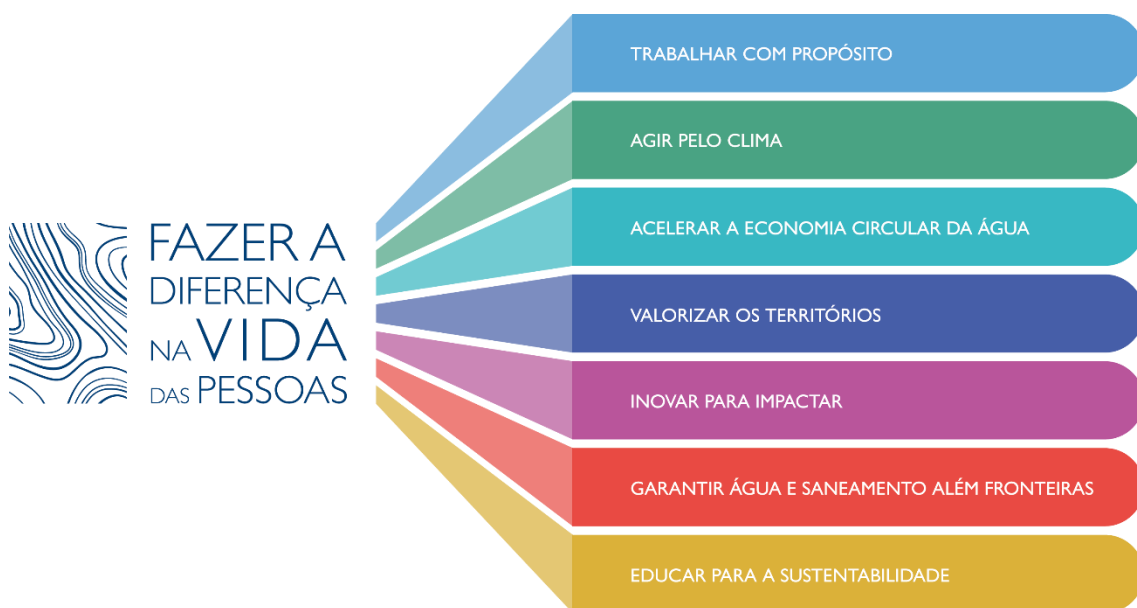 FAZER A
DIFERENÇA
NA VIDA
DAS PESSOAS
TRABALHAR COM PROPÓSITO
AGIR PELO CLIMA
ACELERAR A ECONOMIA CIRCULAR DA ÁGUA
VALORIZAR OS TERRITÓRIOS
INOVAR PARA IMPACTAR
GARANTIR ÁGUA E SANEAMENTO ALÉM FRONTEIRAS
EDUCAR PARA A SUSTENTABILIDADE